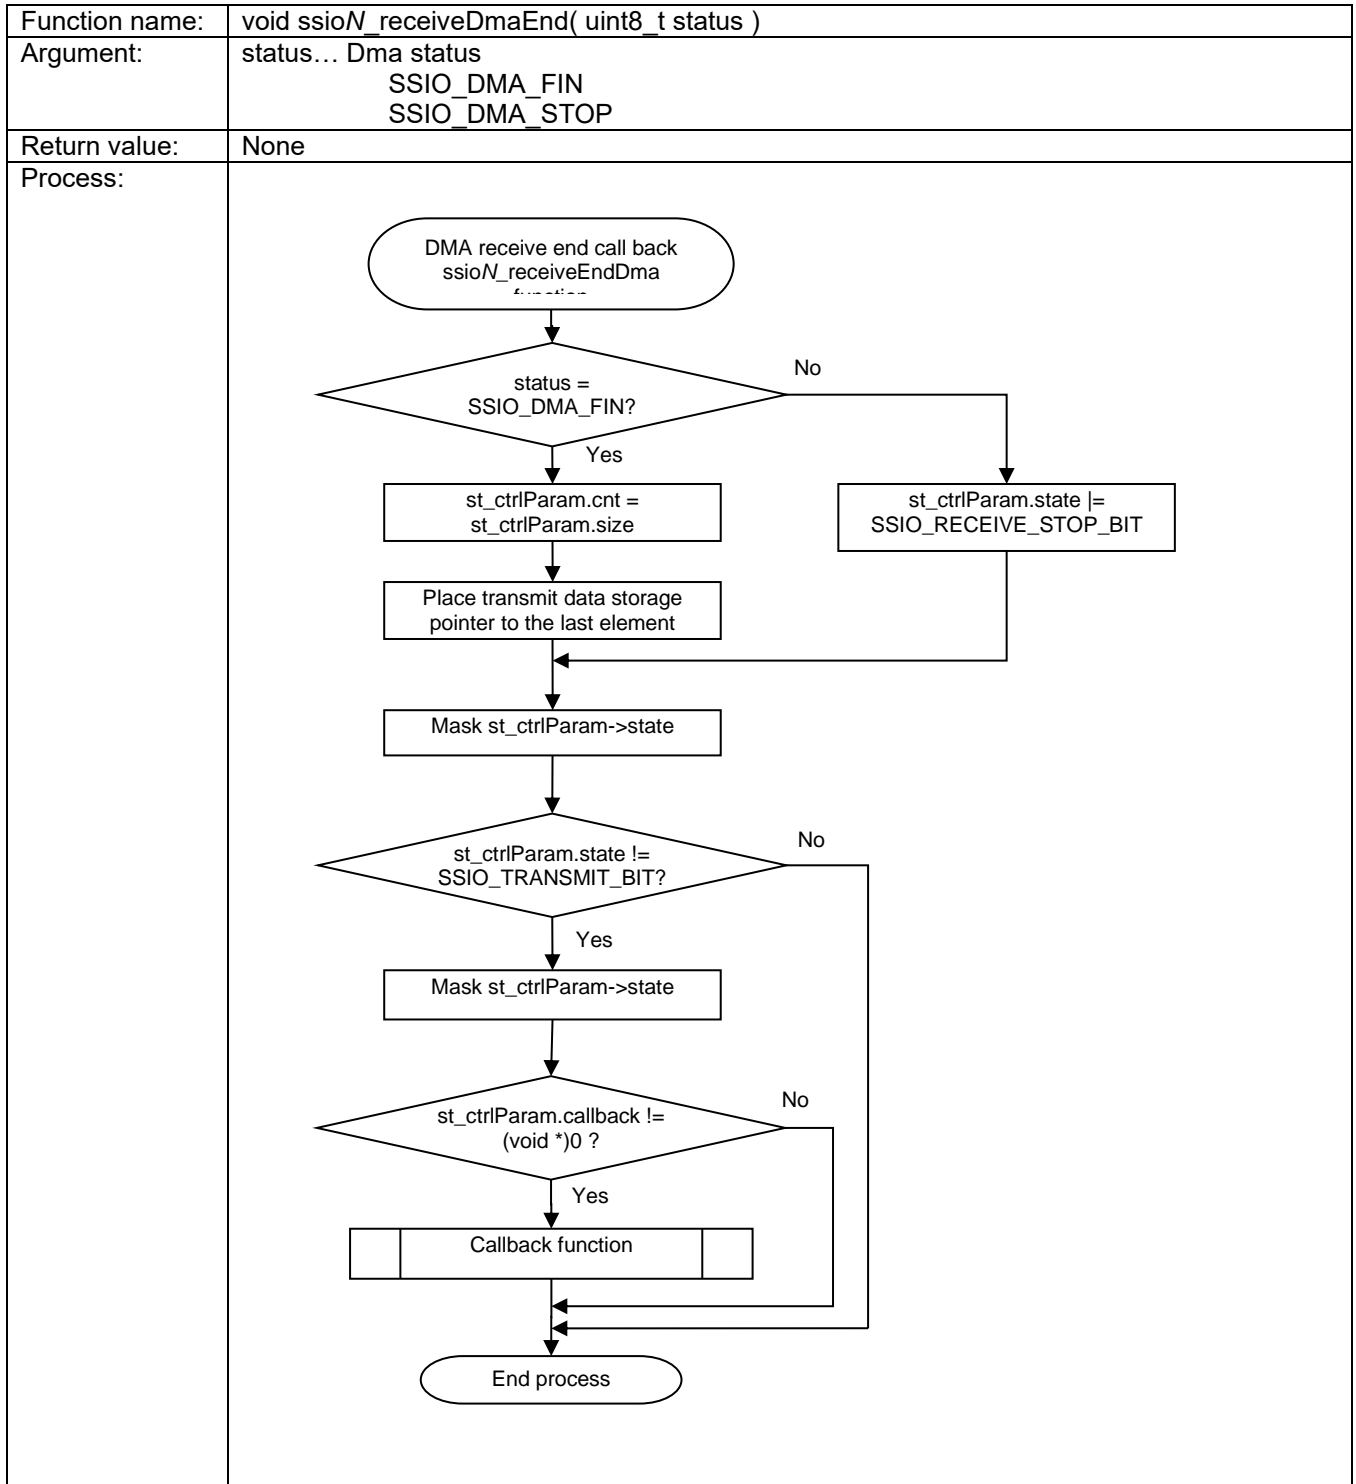 Function name: void ssioN_receiveDmaEnd( uint8_t status )
Argument: status… Dma status
SSIO_DMA_FIN
SSIO_DMA_STOP
Return value: None
Process:
DMA receive end call back
ssioN_receiveEndDma
No
status =
SSIO_DMA_FIN?
Yes
st_ctrlParam.cnt =
st_ctrlParam.size
st_ctrlParam.state |=
SSIO_RECEIVE_STOP_BIT
Place transmit data storage
pointer to the last element
Mask st_ctrlParam->state
No
st_ctrlParam.state !=
SSIO_TRANSMIT_BIT?
Yes
Mask st_ctrlParam->state
No
st_ctrlParam.callback !=
(void *)0 ?
Yes
Callback function
End process